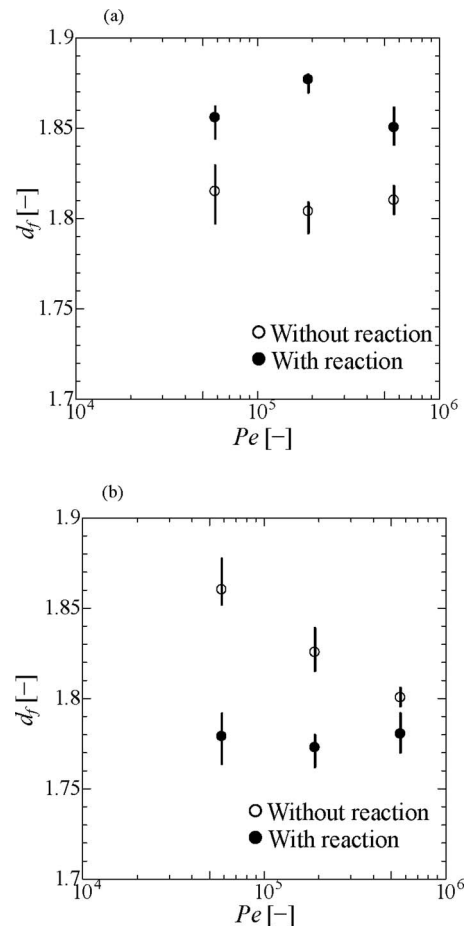 (a)
1.9
1.85
1.8
1.75
1.7
d_f [−]
○ Without reaction
● With reaction
10^4 10^5 10^6
Pe [−]
(b)
1.9
1.85
1.8
1.75
1.7
d_f [−]
○ Without reaction
● With reaction
10^4 10^5 10^6
Pe [−]